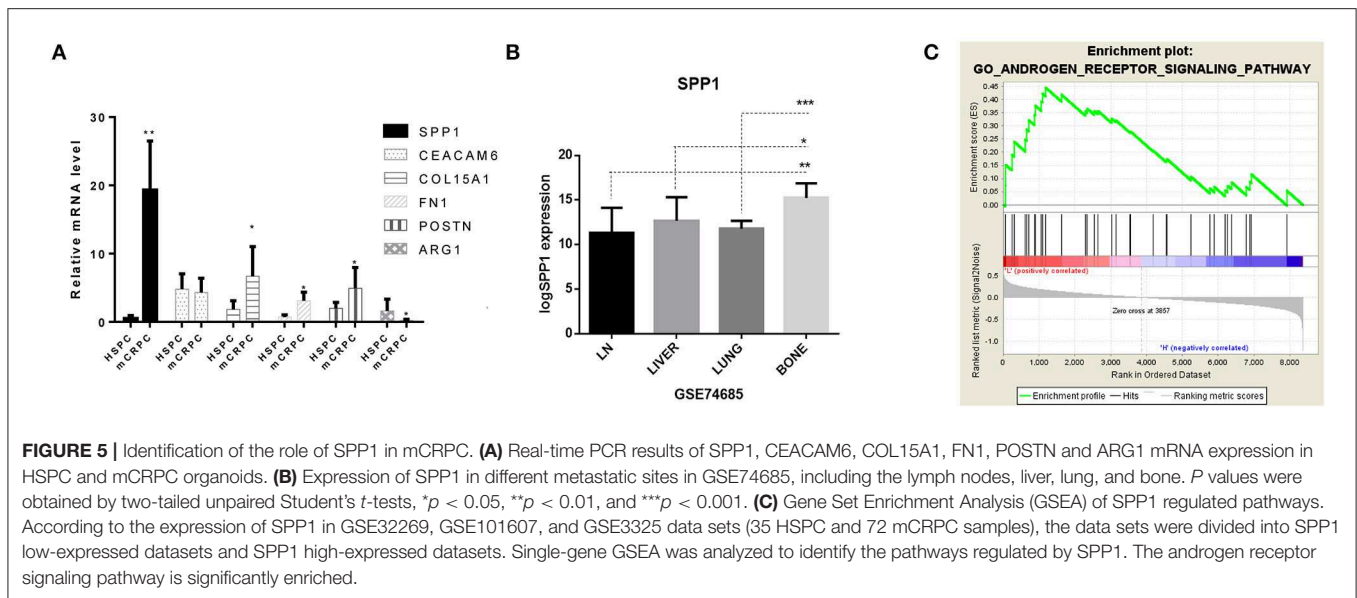 A
Relative mRNA level
30
20
10
0
**
*
*
*
*
HSPC
mCRPC
HSPC
mCRPC
HSPC
mCRPC
HSPC
mCRPC
HSPC
mCRPC
HSPC
mCRPC
SPP1
CEACAM6
COL15A1
FN1
POSTN
ARG1
B
SPP1
logSPP1 expression
20
15
10
5
0
***
*
**
LN
LIVER
LUNG
BONE
GSE74685
C
Enrichment plot:
GO_ANDROGEN_RECEPTOR_SIGNALING_PATHWAY
Enrichment score (ES)
0.45
0.40
0.35
0.30
0.25
0.20
0.15
0.10
0.05
0.00
'L' (positively correlated)
Ranked list metric (Signal2Noise)
0.5
0.0
-0.5
-1.0
Zero cross at 3857
'H' (negatively correlated)
0 1,000 2,000 3,000 4,000 5,000 6,000 7,000 8,000
Rank in Ordered Dataset
Enrichment profile Hits Ranking metric scores
FIGURE 5 | Identification of the role of SPP1 in mCRPC. (A) Real-time PCR results of SPP1, CEACAM6, COL15A1, FN1, POSTN and ARG1 mRNA expression in
HSPC and mCRPC organoids. (B) Expression of SPP1 in different metastatic sites in GSE74685, including the lymph nodes, liver, lung, and bone. P values were
obtained by two-tailed unpaired Student's t-tests, *p < 0.05, **p < 0.01, and ***p < 0.001. (C) Gene Set Enrichment Analysis (GSEA) of SPP1 regulated pathways.
According to the expression of SPP1 in GSE32269, GSE101607, and GSE3325 data sets (35 HSPC and 72 mCRPC samples), the data sets were divided into SPP1
low-expressed datasets and SPP1 high-expressed datasets. Single-gene GSEA was analyzed to identify the pathways regulated by SPP1. The androgen receptor
signaling pathway is significantly enriched.